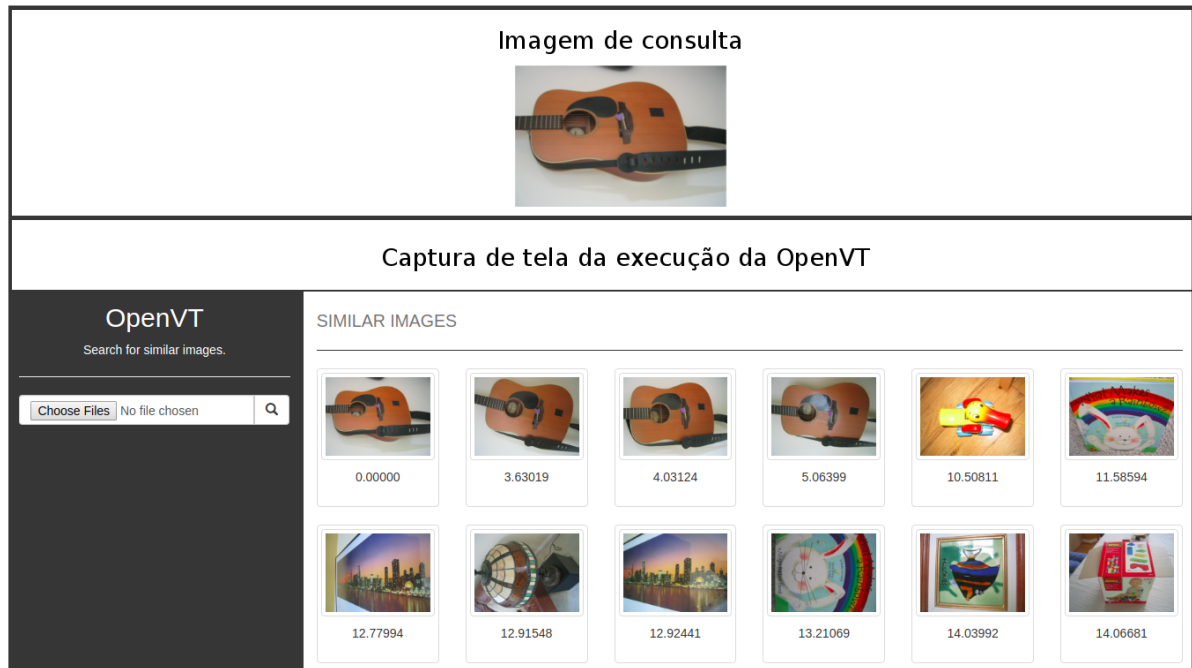 Imagem de consulta
Captura de tela da execução da OpenVT
OpenVT
Search for similar images.
Choose Files No file chosen
SIMILAR IMAGES
0.00000 3.63019 4.03124 5.06399 10.50811 11.58594
12.77994 12.91548 12.92441 13.21069 14.03992 14.06681